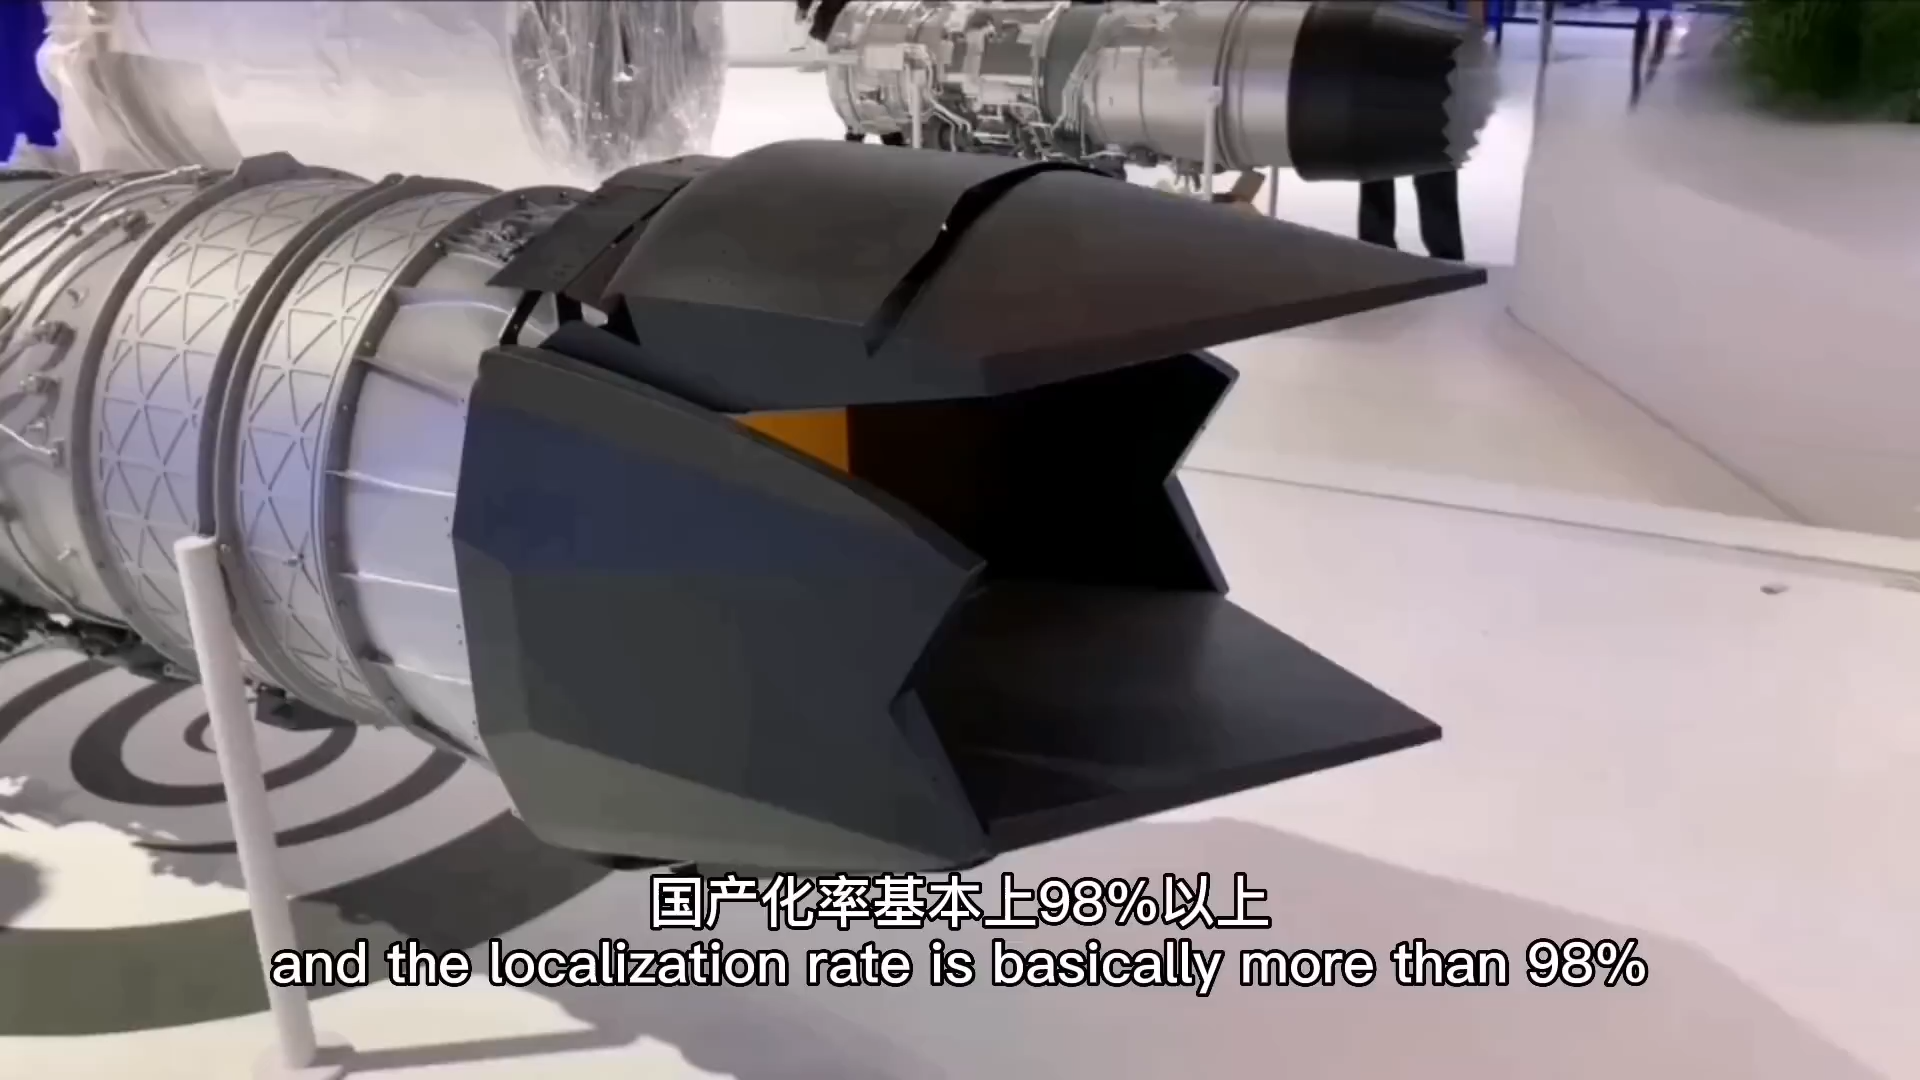 国产化率基本上98%以上
and the localization rate is basically more than 98%